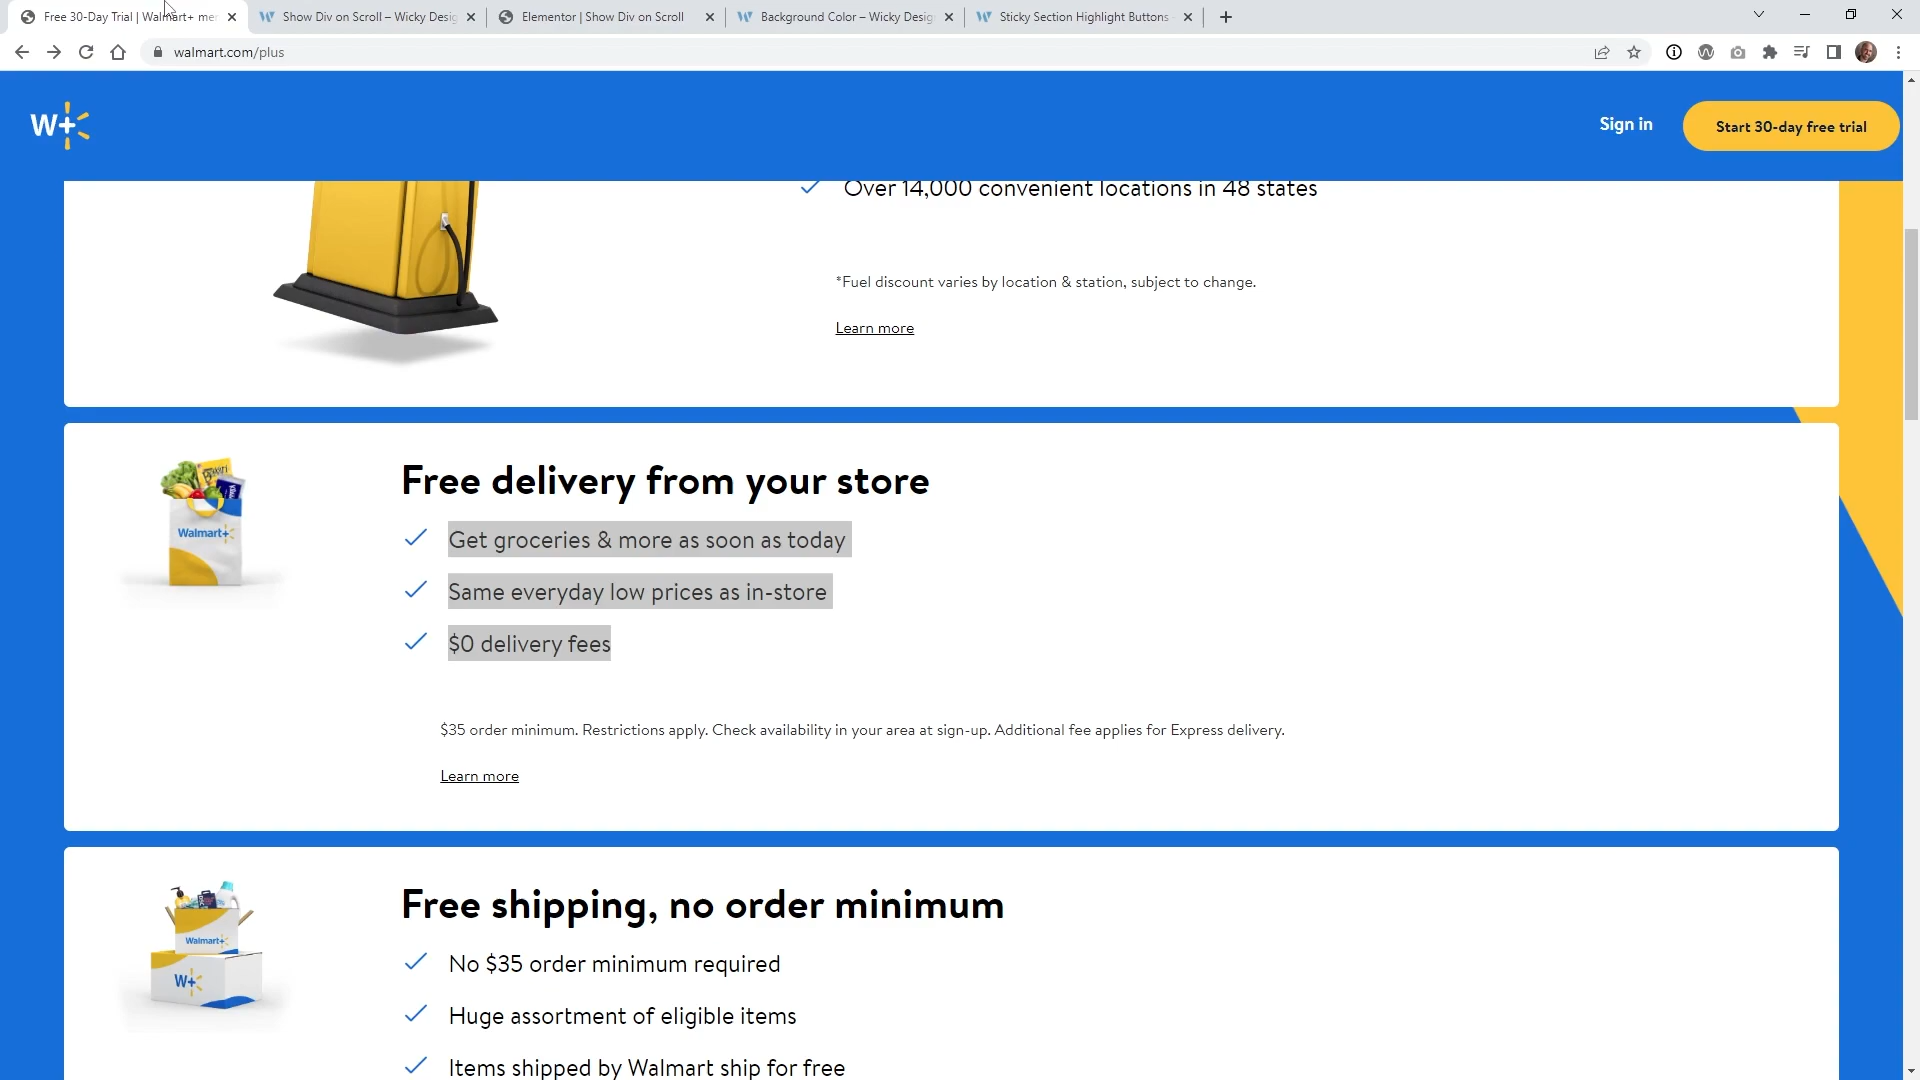 Free 30-Day Trial | Walmart+ mer
Show Div on Scroll – Wicky Desig
Elementor | Show Div on Scroll
Background Color – Wicky Desig
Sticky Section Highlight Buttons
walmart.com/plus
W+
Sign in
Start 30-day free trial
Over 14,000 convenient locations in 48 states
*Fuel discount varies by location & station, subject to change.
Learn more
Free delivery from your store
Walmart+
Get groceries & more as soon as today
Same everyday low prices as in-store
$0 delivery fees
$35 order minimum. Restrictions apply. Check availability in your area at sign-up. Additional fee applies for Express delivery.
Learn more
Free shipping, no order minimum
Walmart+
W+
No $35 order minimum required
Huge assortment of eligible items
Items shipped by Walmart ship for free